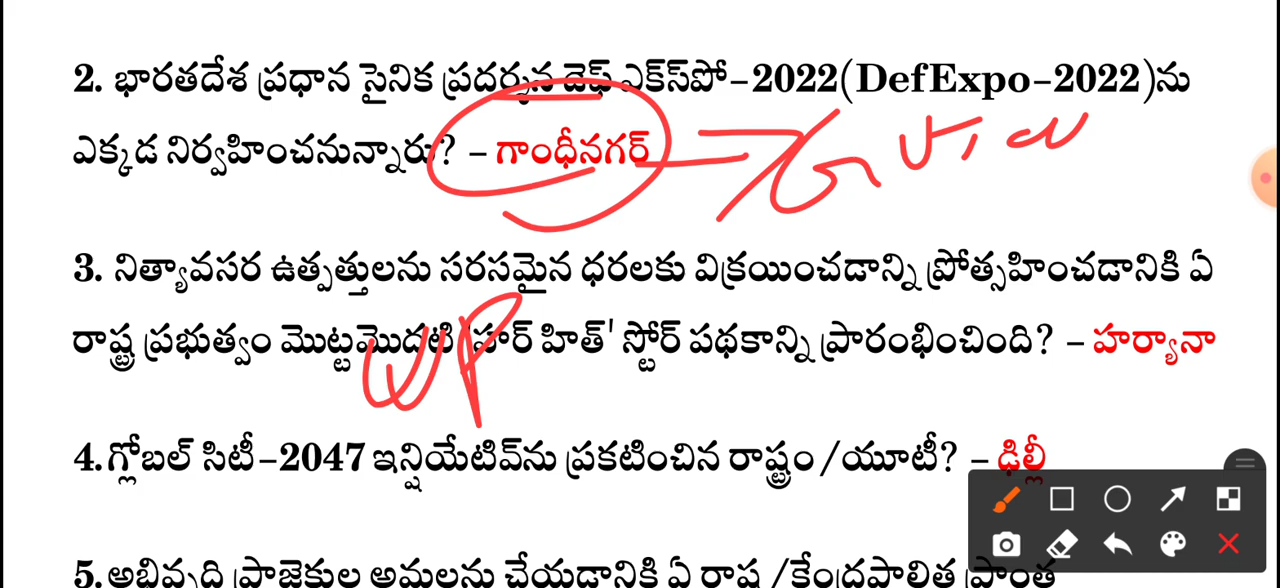 2. భారతదేశ ప్రధాన సైనిక ప్రదర్శన డెఫ్ ఎక్స్‌పో-2022(DefExpo-2022)ను
ఎక్కడ నిర్వహించనున్నారు? - గాంధీనగర్
3. నిత్యావసర ఉత్పత్తులను సరసమైన ధరలకు విక్రయించడాన్ని ప్రోత్సహించడానికి ఏ
రాష్ట్ర ప్రభుత్వం మొట్టమొదటి 'హర్ హిత్' స్టోర్ పథకాన్ని ప్రారంభించింది? - హర్యానా
UP
4.గ్లోబల్ సిటీ-2047 ఇన్షియేటివ్‌ను ప్రకటించిన రాష్ట్రం/యూటీ? - ఢిల్లీ
5.అభివృద్ధి ప్రాజెక్టుల అమలును చేయడానికి ఏ రాష్ట్ర/కేంద్రపాలిత ప్రాంత